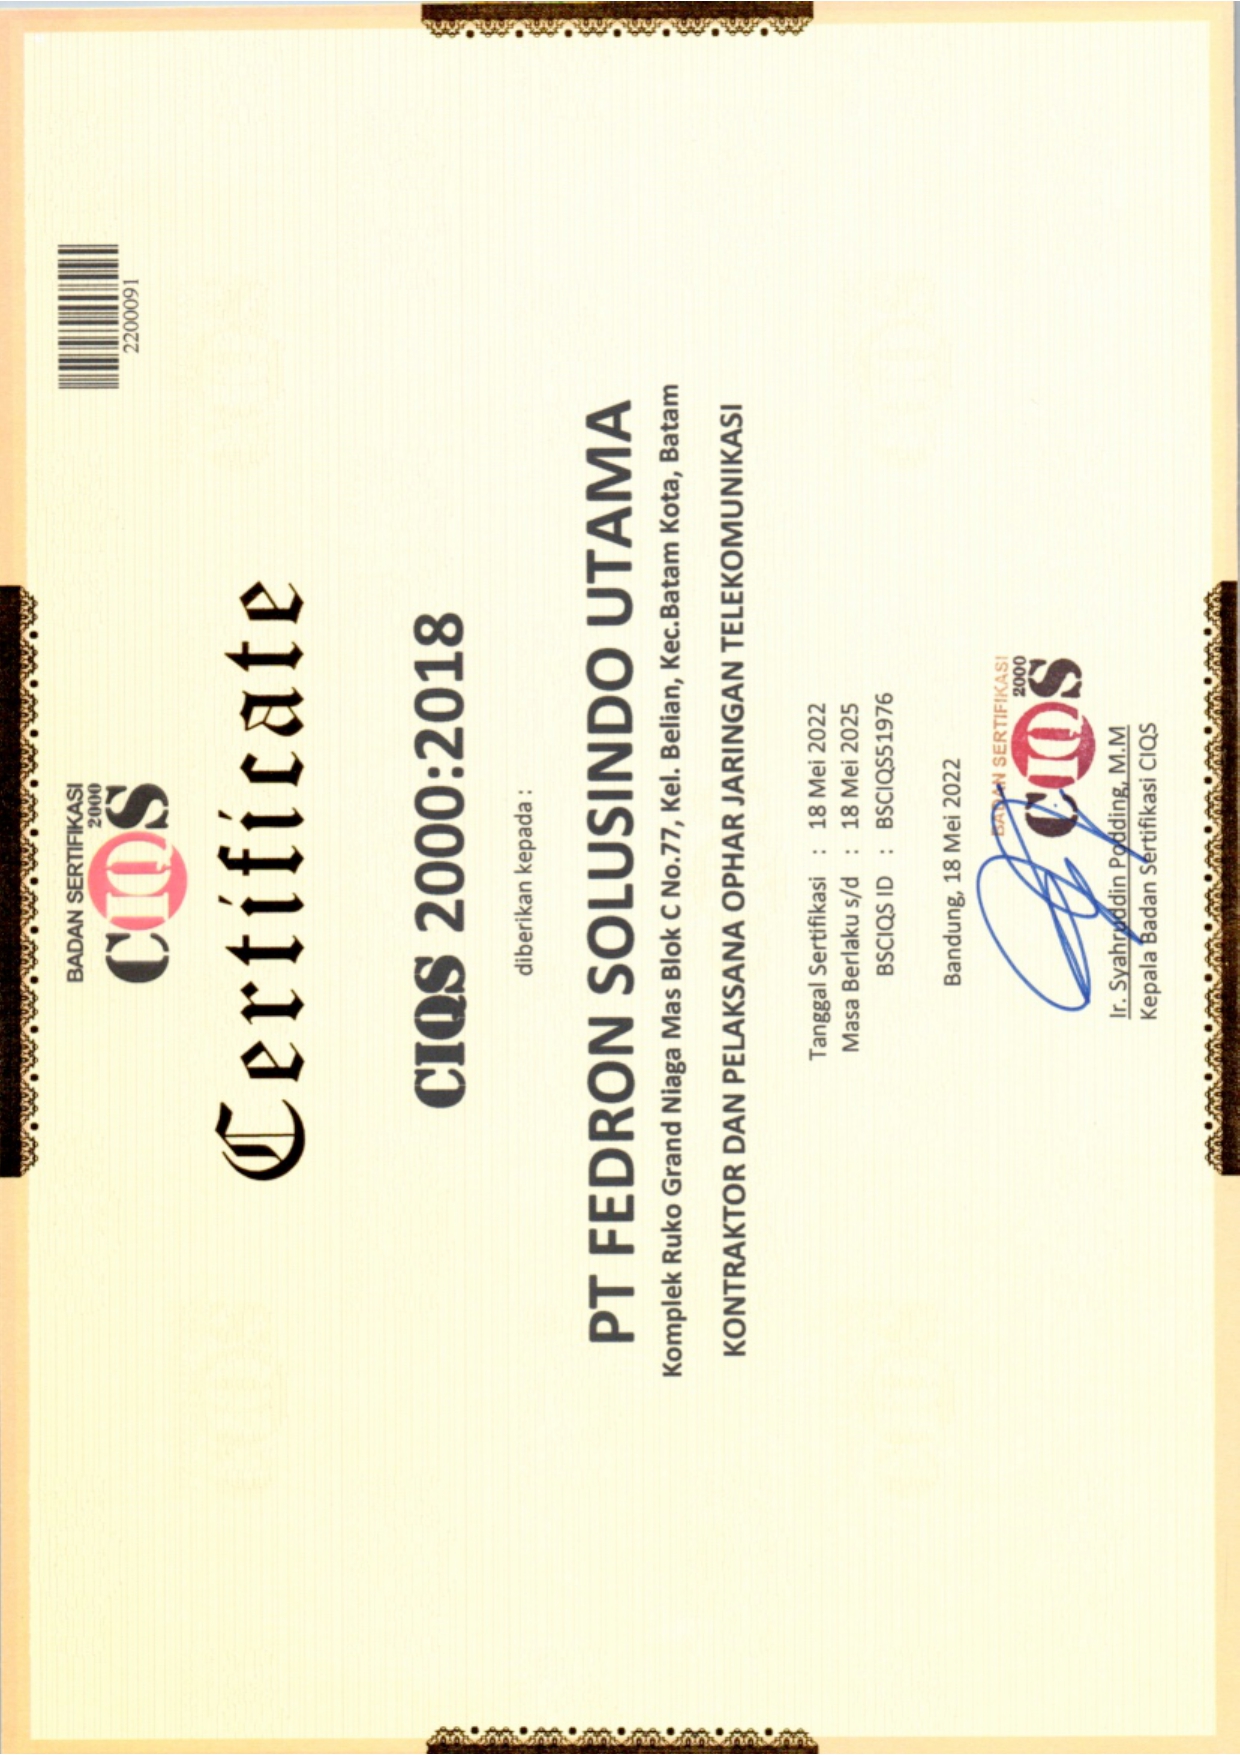 BADAN SERTIFIKASI
2000
CIQS
2200091
Certificate
CIQS 2000:2018
diberikan kepada :
PT FEDRON SOLUSINDO UTAMA
Komplek Ruko Grand Niaga Mas Blok C No.77, Kel. Belian, Kec.Batam Kota, Batam
KONTRAKTOR DAN PELAKSANA OPHAR JARINGAN TELEKOMUNIKASI
Tanggal Sertifikasi : 18 Mei 2022
Masa Berlaku s/d : 18 Mei 2025
BSCIQS ID : BSCIQS51976
Bandung, 18 Mei 2022
BADAN SERTIFIKASI
2000
CIQS
Ir. Syahruddin Podding, M.M
Kepala Badan Sertifikasi CIQS